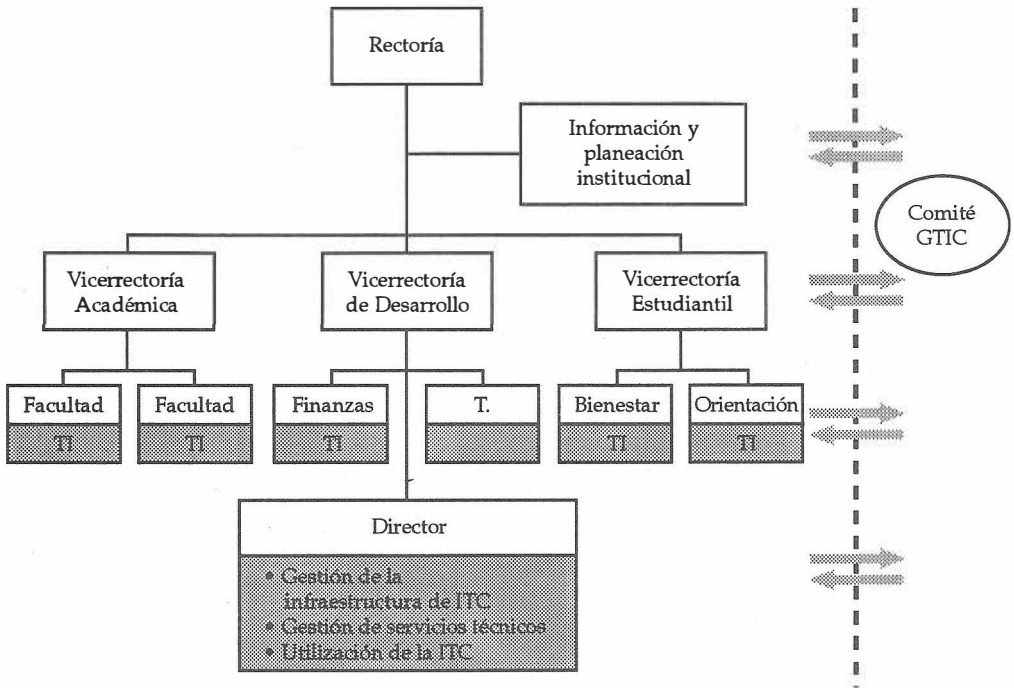 Rectoría
Información y
planeación
institucional
Comité
GTIC
Vicerrectoría
Académica
Vicerrectoría
de Desarrollo
Vicerrectoría
Estudiantil
Facultad
TI
Facultad
TI
Finanzas
TI
T.
Bienestar
TI
Orientación
TI
Director
• Gestión de la
infraestructura de ITC
• Gestión de servicios técnicos
• Utilización de la ITC